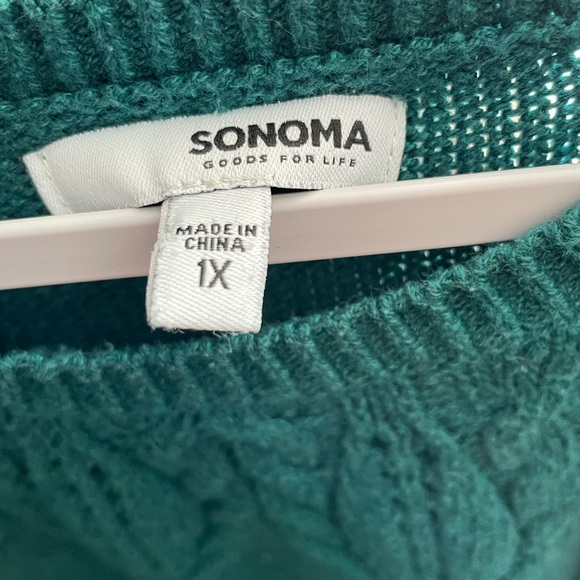 SONOMA
GOODS FOR LIFE
MADE IN
CHINA
1X